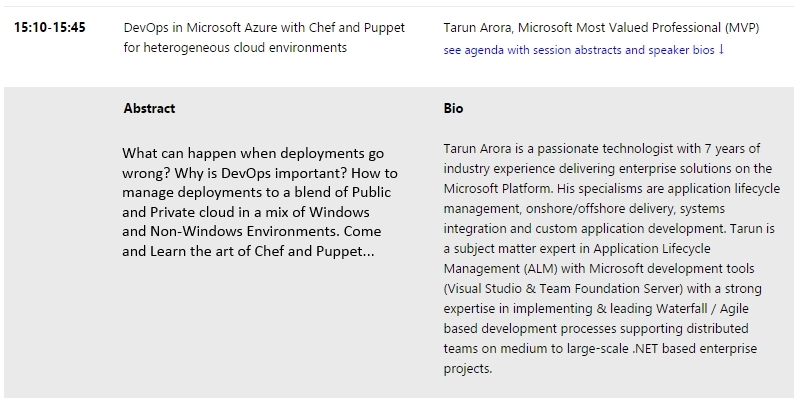 15:10-15:45
DevOps in Microsoft Azure with Chef and Puppet
for heterogeneous cloud environments
Tarun Arora, Microsoft Most Valued Professional (MVP)
see agenda with session abstracts and speaker bios ↓
Abstract
What can happen when deployments go
wrong? Why is DevOps important? How to
manage deployments to a blend of Public
and Private cloud in a mix of Windows
and Non-Windows Environments. Come
and Learn the art of Chef and Puppet...
Bio
Tarun Arora is a passionate technologist with 7 years of
industry experience delivering enterprise solutions on the
Microsoft Platform. His specialisms are application lifecycle
management, onshore/offshore delivery, systems
integration and custom application development. Tarun is
a subject matter expert in Application Lifecycle
Management (ALM) with Microsoft development tools
(Visual Studio & Team Foundation Server) with a strong
expertise in implementing & leading Waterfall / Agile
based development processes supporting distributed
teams on medium to large-scale .NET based enterprise
projects.